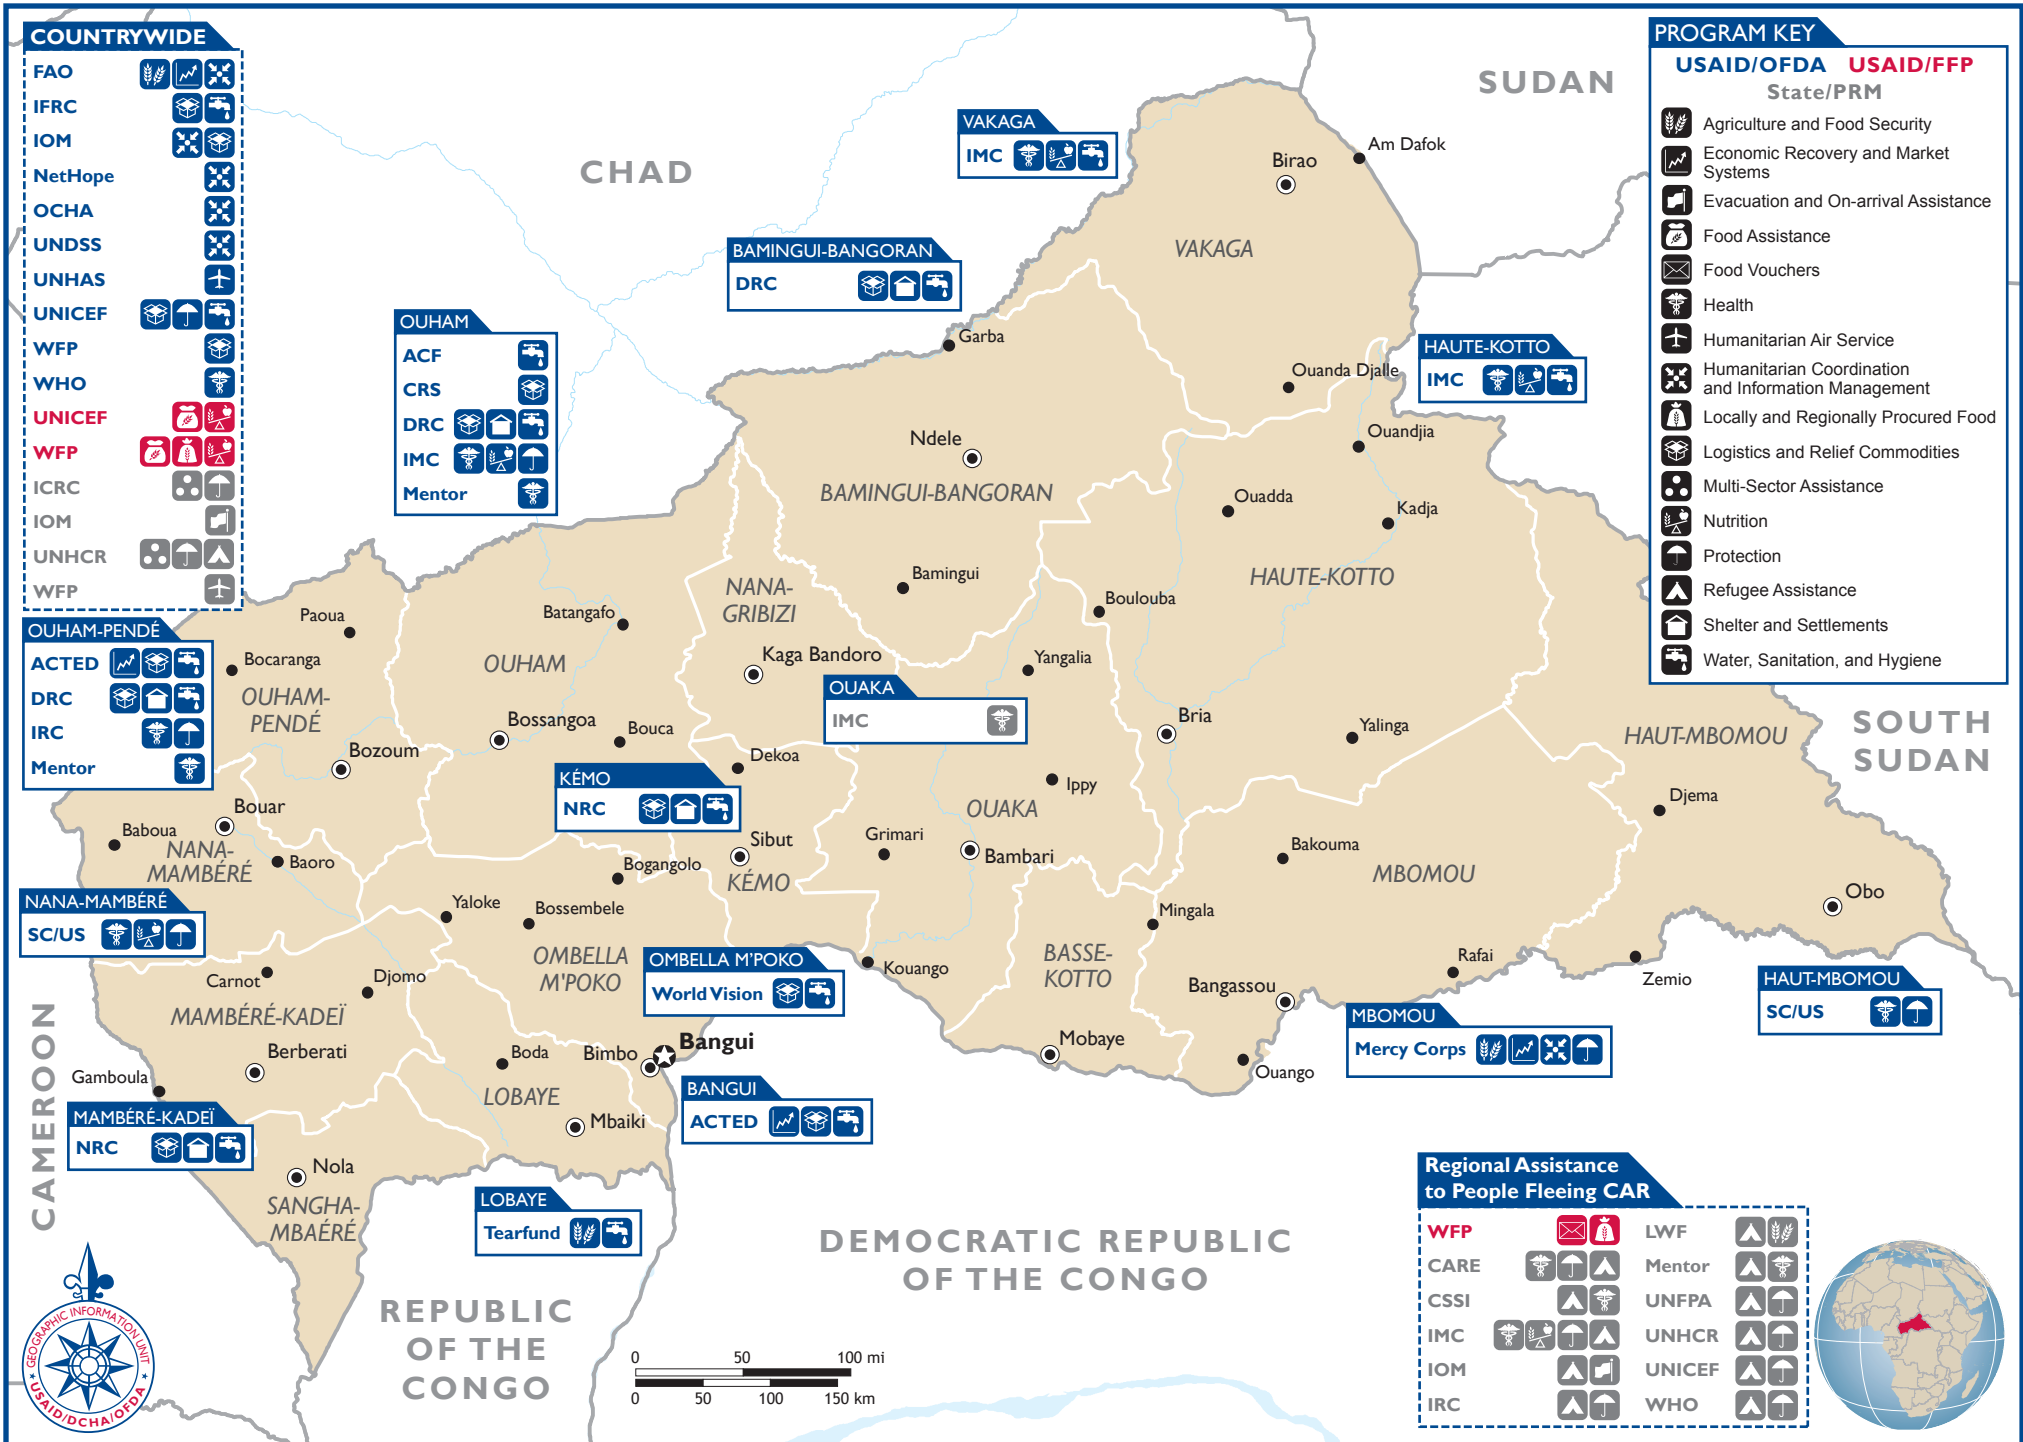 COUNTRYWIDE
FAO
IFRC
IOM
NetHope
OCHA
UNDSS
UNHAS
UNICEF
WFP
WHO
UNICEF
WFP
ICRC
IOM
UNHCR
WFP
OUHAM-PENDÉ
ACTED
DRC
IRC
Mentor
NANA-MAMBÉRÉ
SC/US
MAMBÉRÉ-KADEÏ
NRC
OUHAM
ACF
CRS
DRC
IMC
Mentor
BAMINGUI-BANGORAN
DRC
VAKAGA
IMC
HAUTE-KOTTO
IMC
OUAKA
IMC
KÉMO
NRC
OMBELLA M'POKO
World Vision
BANGUI
ACTED
LOBAYE
Tearfund
MBOMOU
Mercy Corps
HAUT-MBOMOU
SC/US
PROGRAM KEY
USAID/OFDA USAID/FFP
State/PRM
Agriculture and Food Security
Economic Recovery and Market
Systems
Evacuation and On-arrival Assistance
Food Assistance
Food Vouchers
Health
Humanitarian Air Service
Humanitarian Coordination
and Information Management
Locally and Regionally Procured Food
Logistics and Relief Commodities
Multi-Sector Assistance
Nutrition
Protection
Refugee Assistance
Shelter and Settlements
Water, Sanitation, and Hygiene
SUDAN
CHAD
SOUTH
SUDAN
CAMEROON
REPUBLIC
OF THE
CONGO
DEMOCRATIC REPUBLIC
OF THE CONGO
Am Dafok
Birao
VAKAGA
Garba
Ouanda Djalle
Ouandjia
Ndele
BAMINGUI-BANGORAN
Ouadda
Kadja
Bamingui
HAUTE-KOTTO
NANA-
GRIBIZI
Boulouba
Paoua
Batangafo
Bocaranga
OUHAM
Kaga Bandoro
Yangalia
OUHAM-
PENDÉ
Bossangoa
Bouca
Bria
Yalinga
HAUT-MBOMOU
Bozoum
Dekoa
Ippy
Djema
Bouar
OUAKA
Baboua
NANA-
MAMBÉRÉ
Baoro
Sibut
Grimari
Bambari
Bakouma
MBOMOU
Bogangolo
KÉMO
Obo
Yaloke
Bossembele
Mingala
OMBELLA
M'POKO
BASSE-
KOTTO
Rafai
Zemio
Carnot
Djomo
Kouango
Bangassou
MAMBÉRÉ-KADEÏ
Berberati
Boda
Bimbo
Bangui
Mobaye
Ouango
Gamboula
LOBAYE
Mbaiki
Nola
SANGHA-
MBAÉRÉ
0 50 100 mi
0 50 100 150 km
GEOGRAPHIC INFORMATION UNIT
USAID/DCHA/OFDA
Regional Assistance
to People Fleeing CAR
WFP
CARE
CSSI
IMC
IOM
IRC
LWF
Mentor
UNFPA
UNHCR
UNICEF
WHO